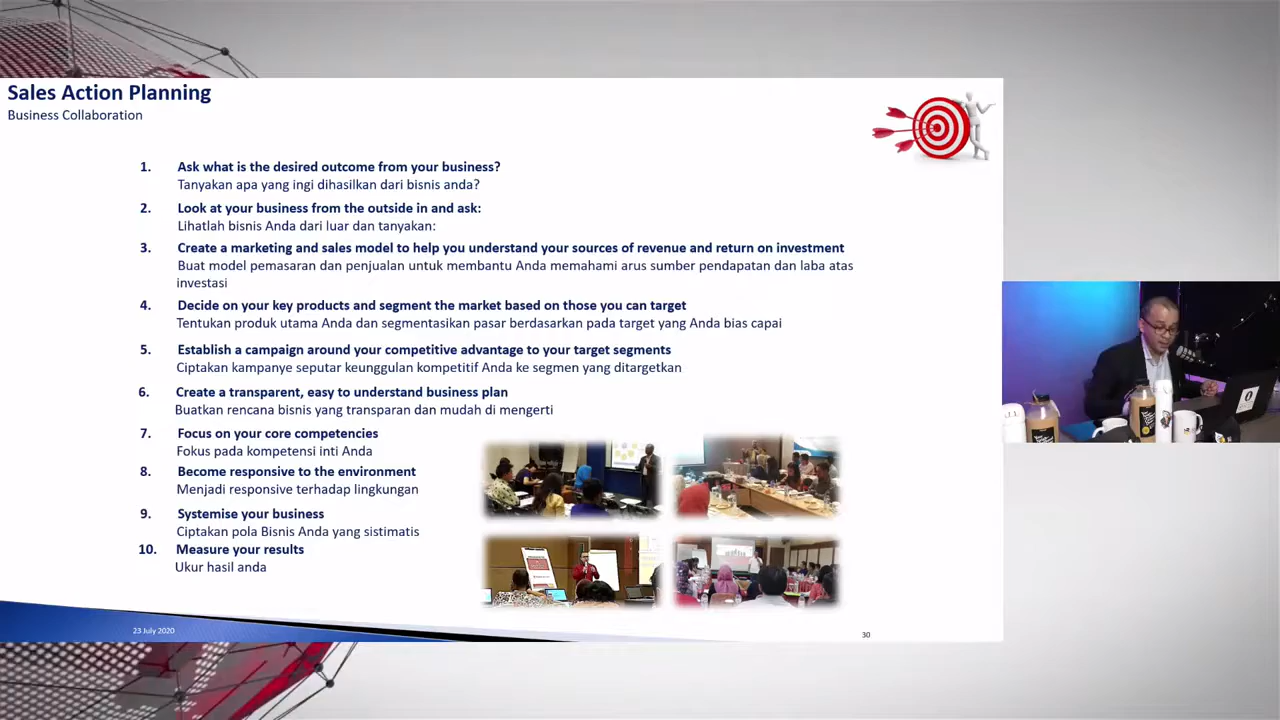 Sales Action Planning
Business Collaboration
1. Ask what is the desired outcome from your business?
Tanyakan apa yang ingi dihasilkan dari bisnis anda?
2. Look at your business from the outside in and ask:
Lihatlah bisnis Anda dari luar dan tanyakan:
3. Create a marketing and sales model to help you understand your sources of revenue and return on investment
Buat model pemasaran dan penjualan untuk membantu Anda memahami arus sumber pendapatan dan laba atas
investasi
4. Decide on your key products and segment the market based on those you can target
Tentukan produk utama Anda dan segmentasikan pasar berdasarkan pada target yang Anda bias capai
5. Establish a campaign around your competitive advantage to your target segments
Ciptakan kampanye seputar keunggulan kompetitif Anda ke segmen yang ditargetkan
6. Create a transparent, easy to understand business plan
Buatkan rencana bisnis yang transparan dan mudah di mengerti
7. Focus on your core competencies
Fokus pada kompetensi inti Anda
8. Become responsive to the environment
Menjadi responsive terhadap lingkungan
9. Systemise your business
Ciptakan pola Bisnis Anda yang sistimatis
10. Measure your results
Ukur hasil anda
23 July 2020
30